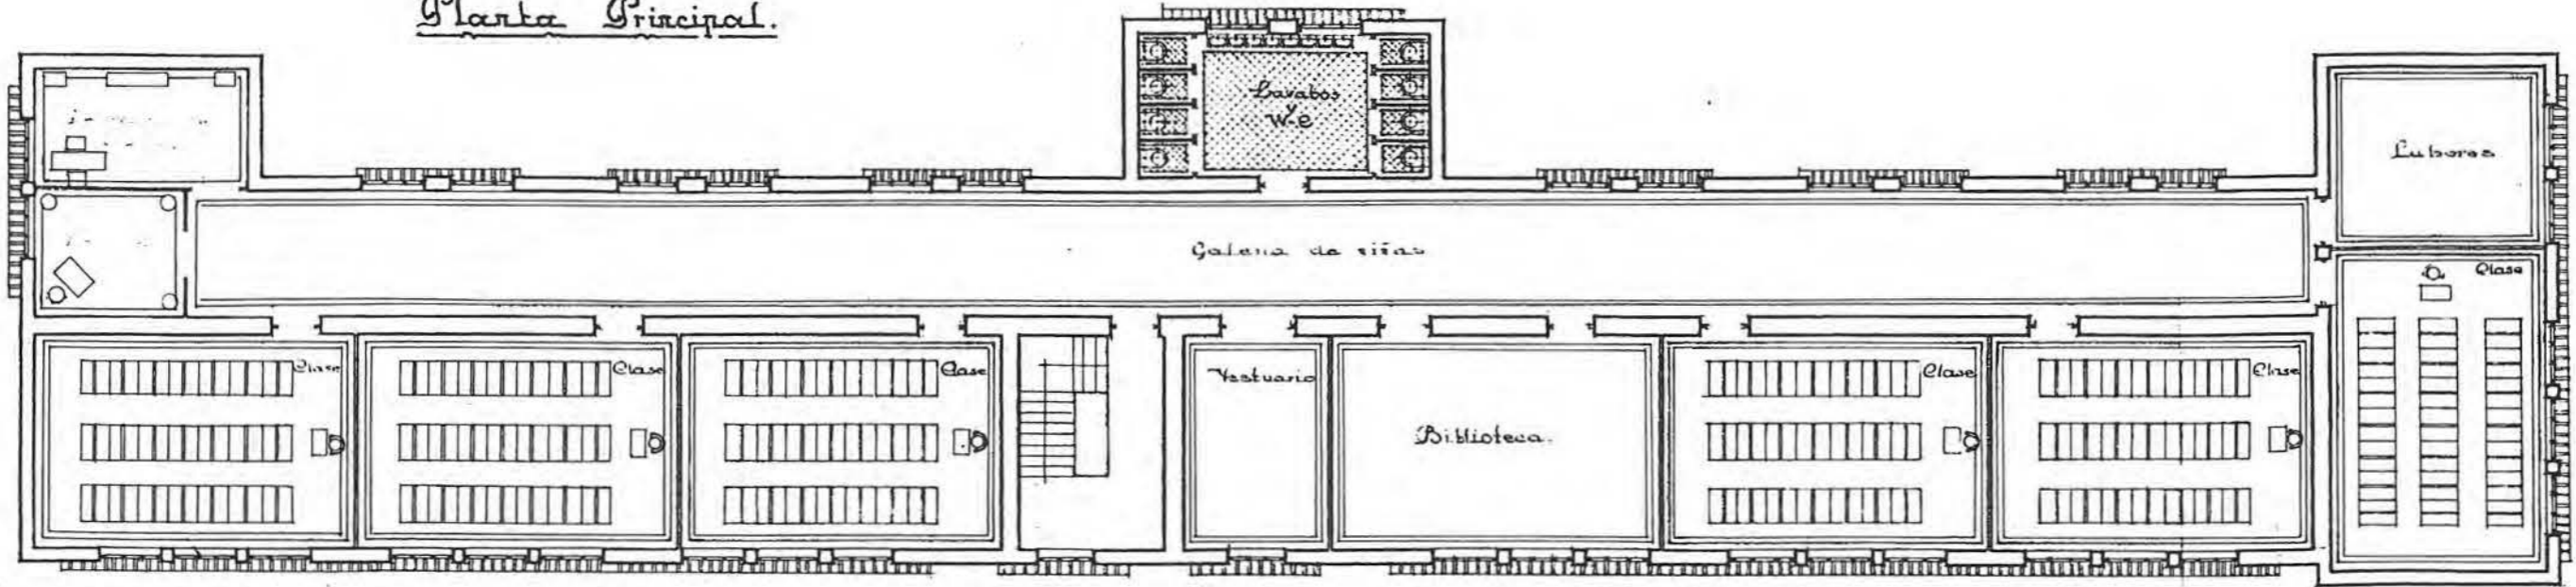 Planta Principal.
Lavabos
y
W-C
Labores
Galeria de niñas
Clase
Clase
Clase
Clase
Vestuario
Biblioteca.
Clase
Clase